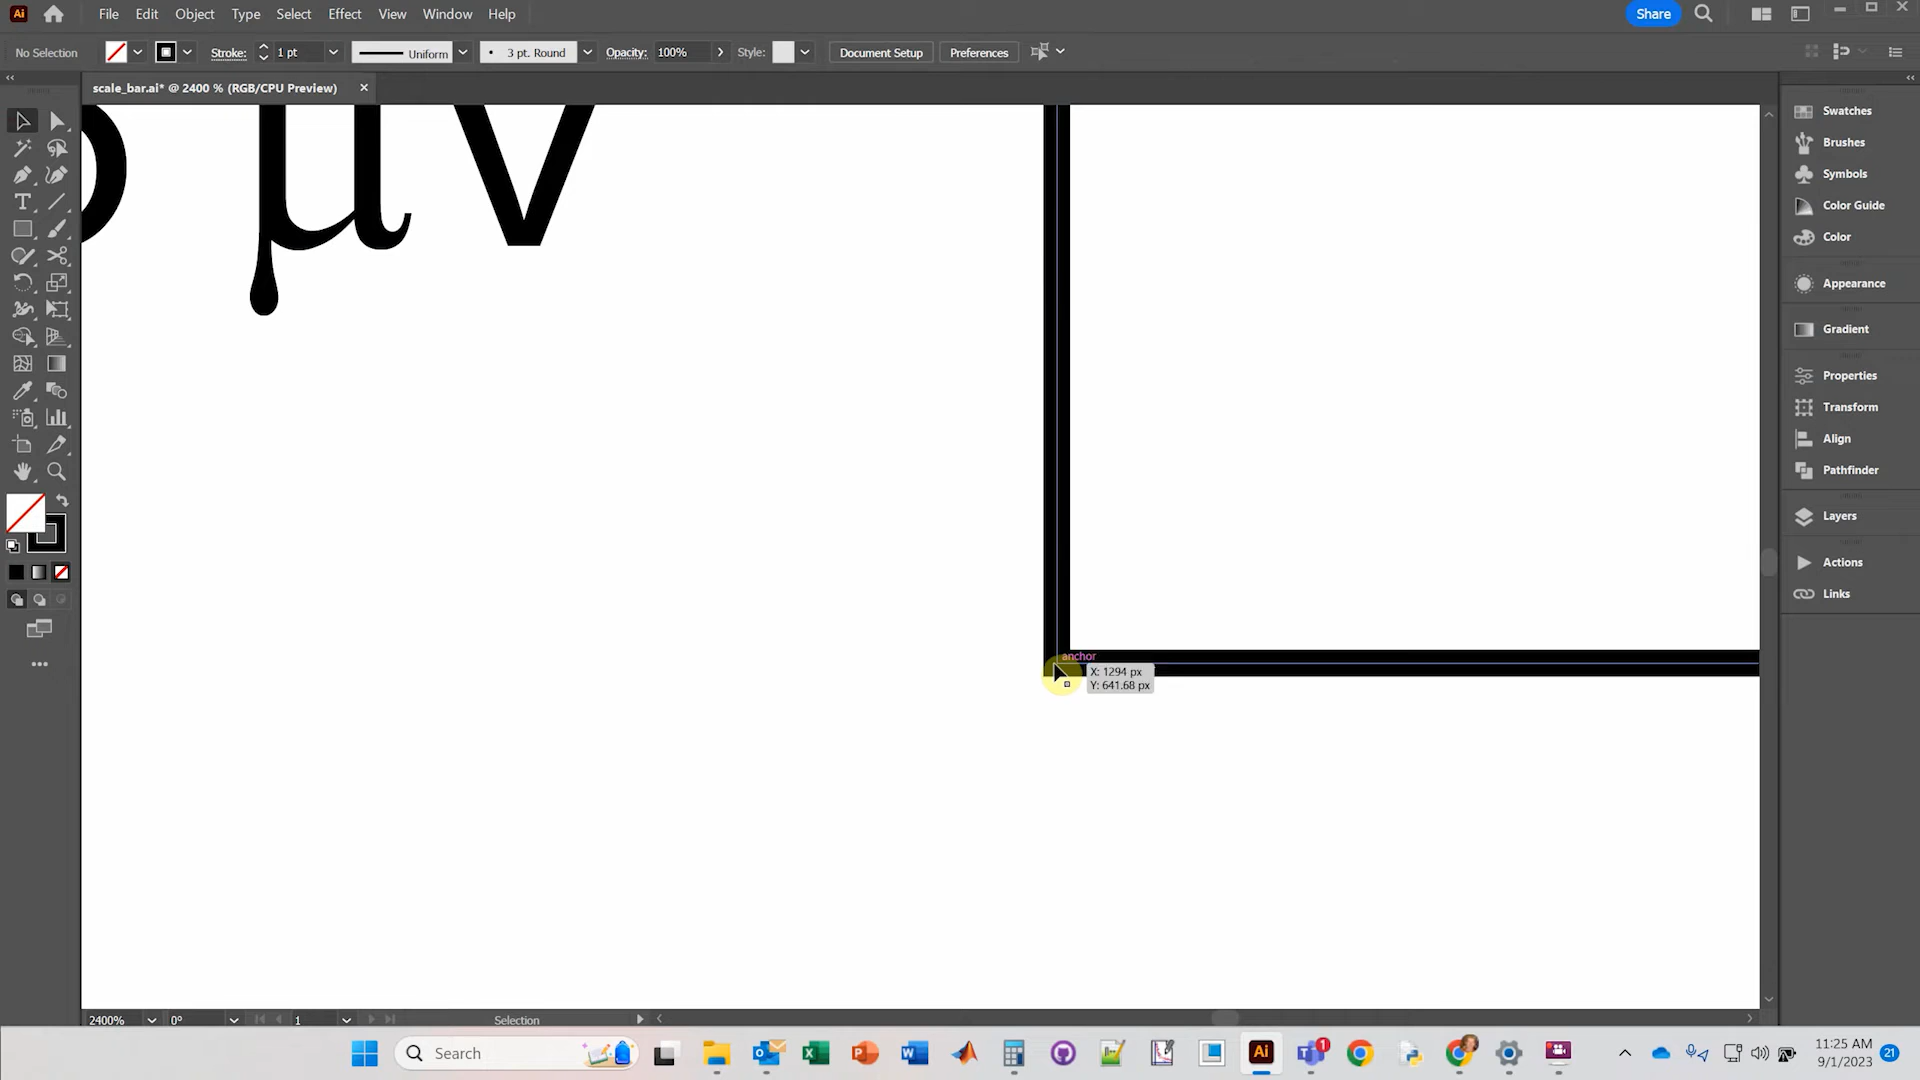 Ai File Edit Object Type Select Effect View Window Help Share
No Selection Stroke: 1 pt Uniform 3 pt. Round Opacity: 100% Style: Document Setup Preferences
scale_bar.ai* @ 2400 % (RGB/CPU Preview)
μV
Swatches
Brushes
Symbols
Color Guide
Color
Appearance
Gradient
Properties
Transform
Align
Pathfinder
Layers
Actions
Links
anchor
X: 1294 px
Y: 641.68 px
2400% 0° 1 Selection
Search Ai 1 11:25 AM
9/1/2023 21